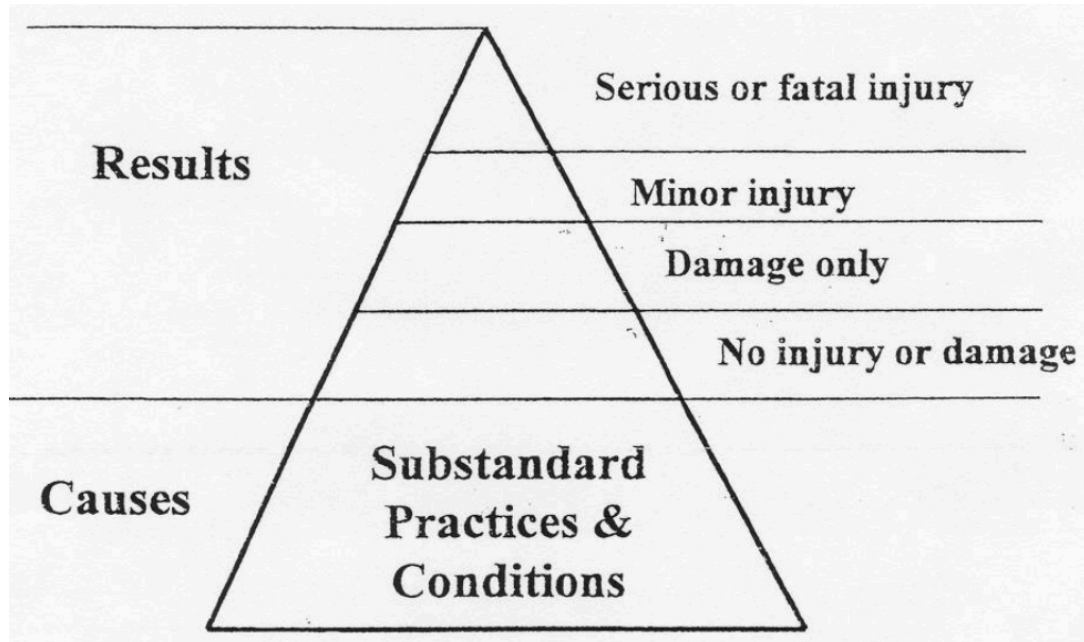 Serious or fatal injury
Results
Minor injury
Damage only
No injury or damage
Causes
Substandard
Practices &
Conditions